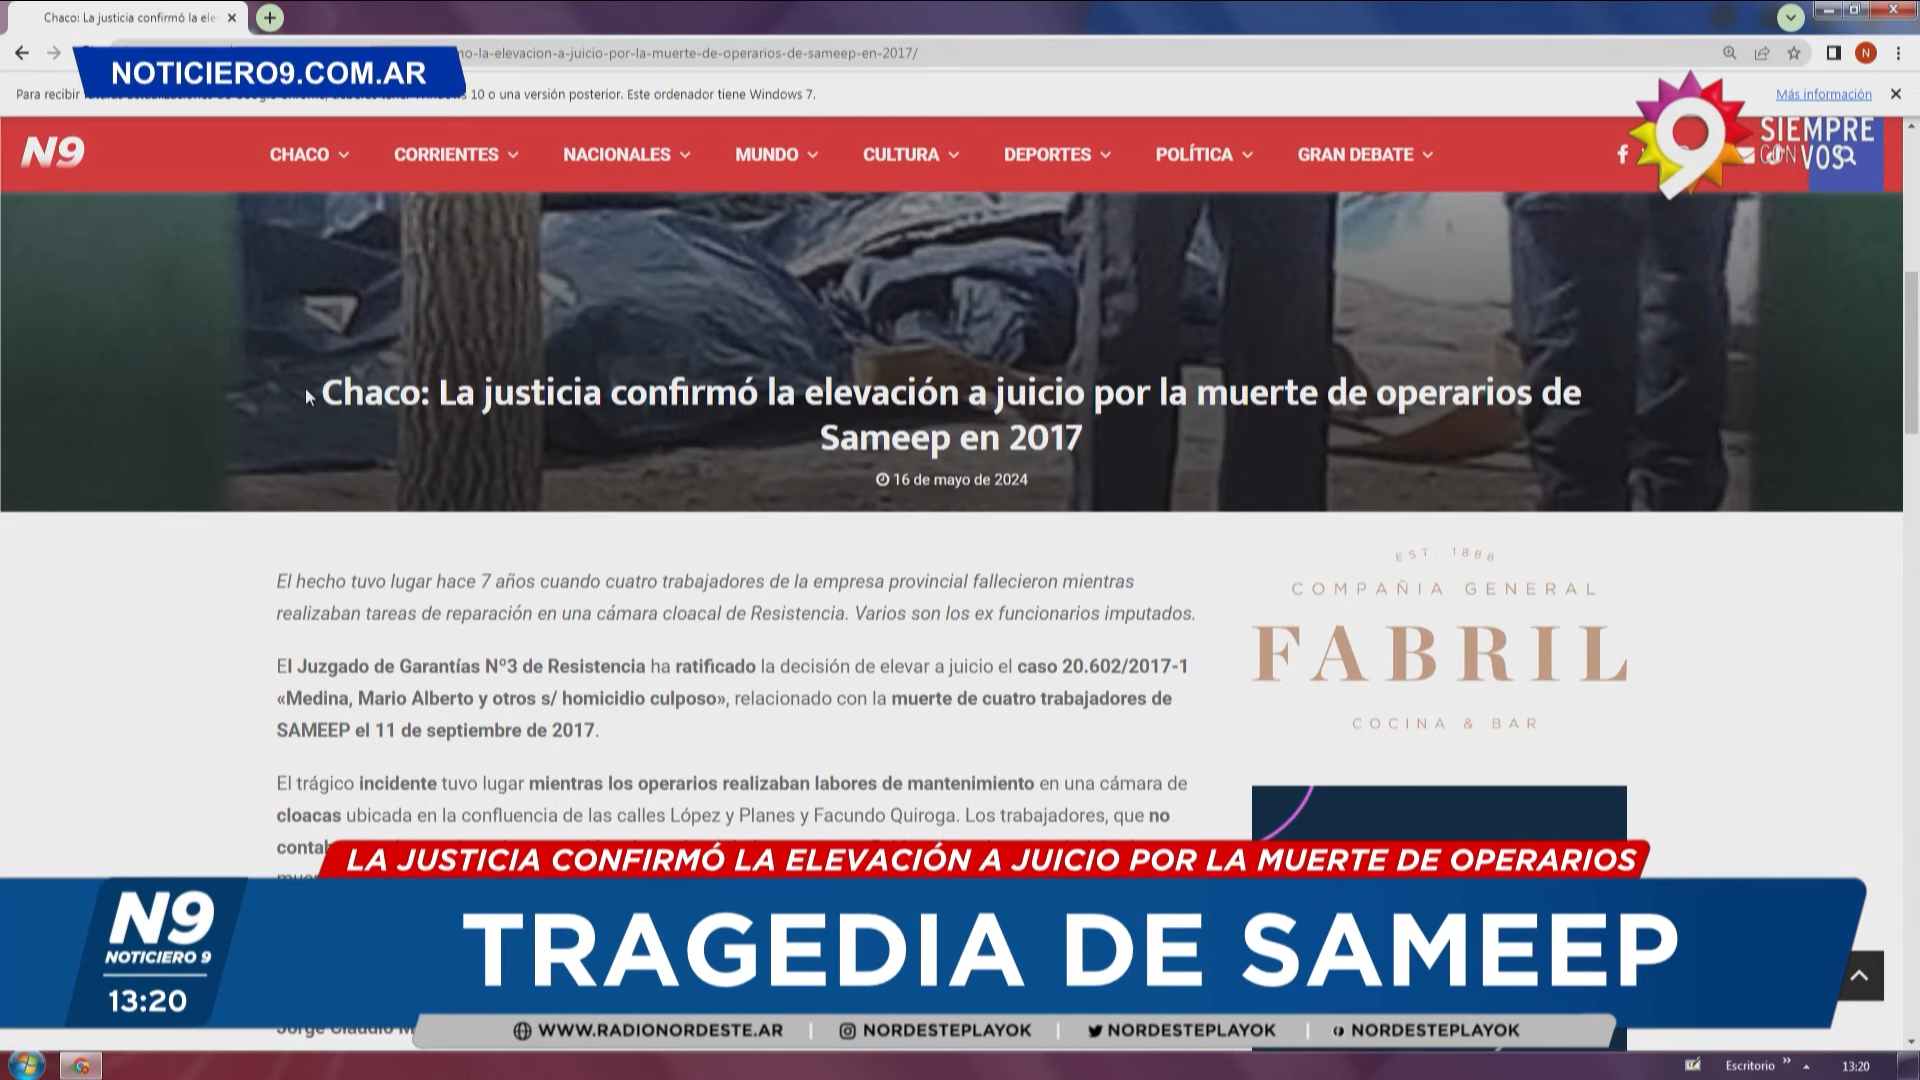 Chaco: La justicia confirmó la ele
NOTICIERO9.COM.AR
-la-elevacion-a-juicio-por-la-muerte-de-operarios-de-sameep-en-2017/
N
Para recibir
10 o una versión posterior. Este ordenador tiene Windows 7.
Más información
N9
CHACO
CORRIENTES
NACIONALES
MUNDO
CULTURA
DEPORTES
POLÍTICA
GRAN DEBATE
9
SIEMPRE
CON VOS
Chaco: La justicia confirmó la elevación a juicio por la muerte de operarios de
Sameep en 2017
16 de mayo de 2024
El hecho tuvo lugar hace 7 años cuando cuatro trabajadores de la empresa provincial fallecieron mientras
realizaban tareas de reparación en una cámara cloacal de Resistencia. Varios son los ex funcionarios imputados.
El Juzgado de Garantías Nº3 de Resistencia ha ratificado la decisión de elevar a juicio el caso 20.602/2017-1
«Medina, Mario Alberto y otros s/ homicidio culposo», relacionado con la muerte de cuatro trabajadores de
SAMEEP el 11 de septiembre de 2017.
El trágico incidente tuvo lugar mientras los operarios realizaban labores de mantenimiento en una cámara de
cloacas ubicada en la confluencia de las calles López y Planes y Facundo Quiroga. Los trabajadores, que no
EST 1888
COMPAÑIA GENERAL
FABRIL
COCINA & BAR
LA JUSTICIA CONFIRMÓ LA ELEVACIÓN A JUICIO POR LA MUERTE DE OPERARIOS
TRAGEDIA DE SAMEEP
N9
NOTICIERO 9
13:20
Jorge Claudio M
WWW.RADIONORDESTE.AR
NORDESTEPLAYOK
NORDESTEPLAYOK
NORDESTEPLAYOK
Escritorio
13:20